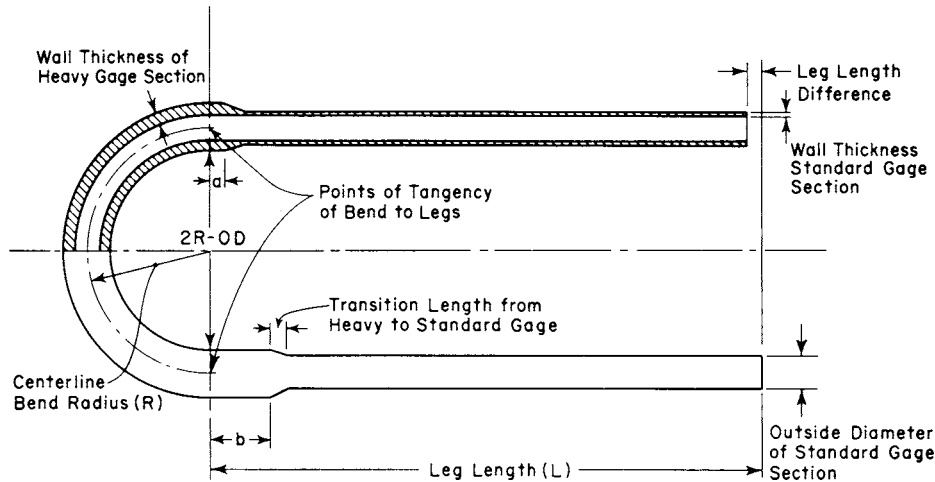 Wall Thickness of
Heavy Gage Section
Leg Length
Difference
Wall Thickness
Standard Gage
Section
a
Points of Tangency
of Bend to Legs
2R-OD
Transition Length from
Heavy to Standard Gage
Centerline
Bend Radius (R)
b
Outside Diameter
of Standard Gage
Section
Leg Length (L)